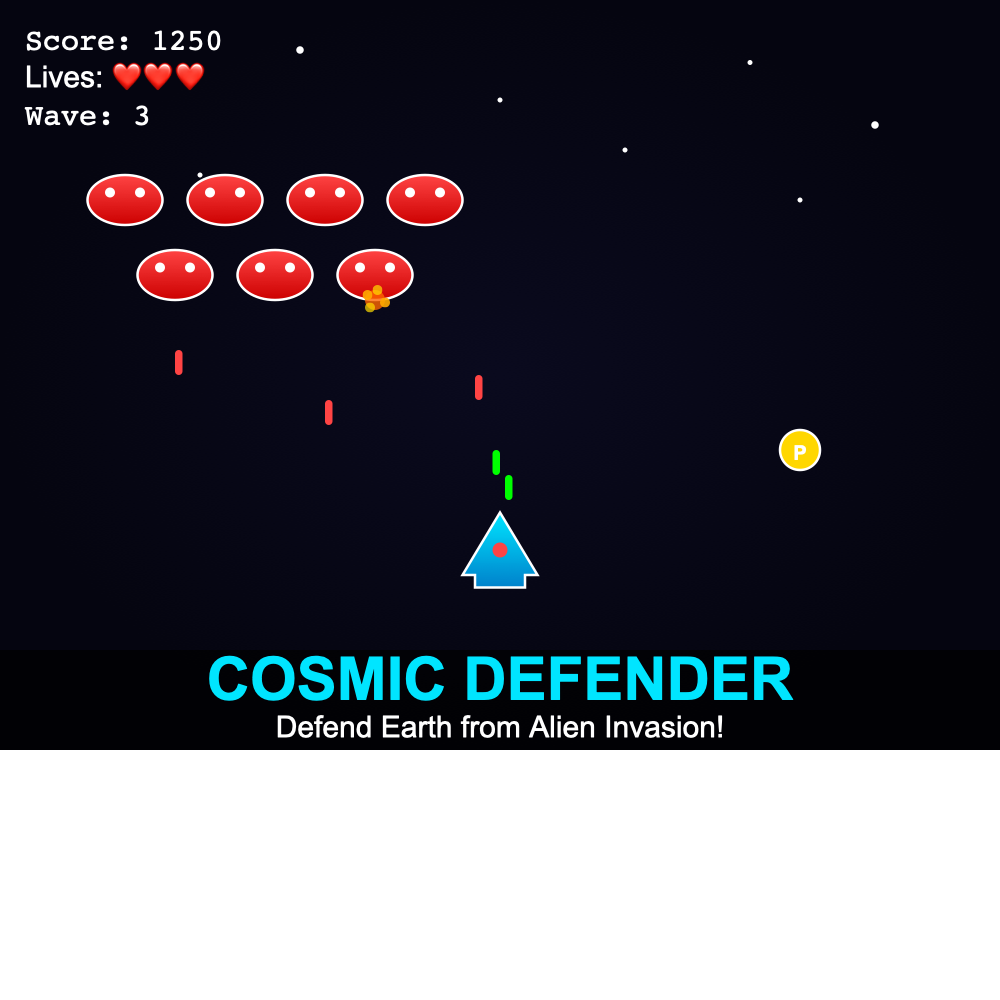 Score: 1250
Lives: ❤️❤️❤️
Wave: 3
P
COSMIC DEFENDER
Defend Earth from Alien Invasion!